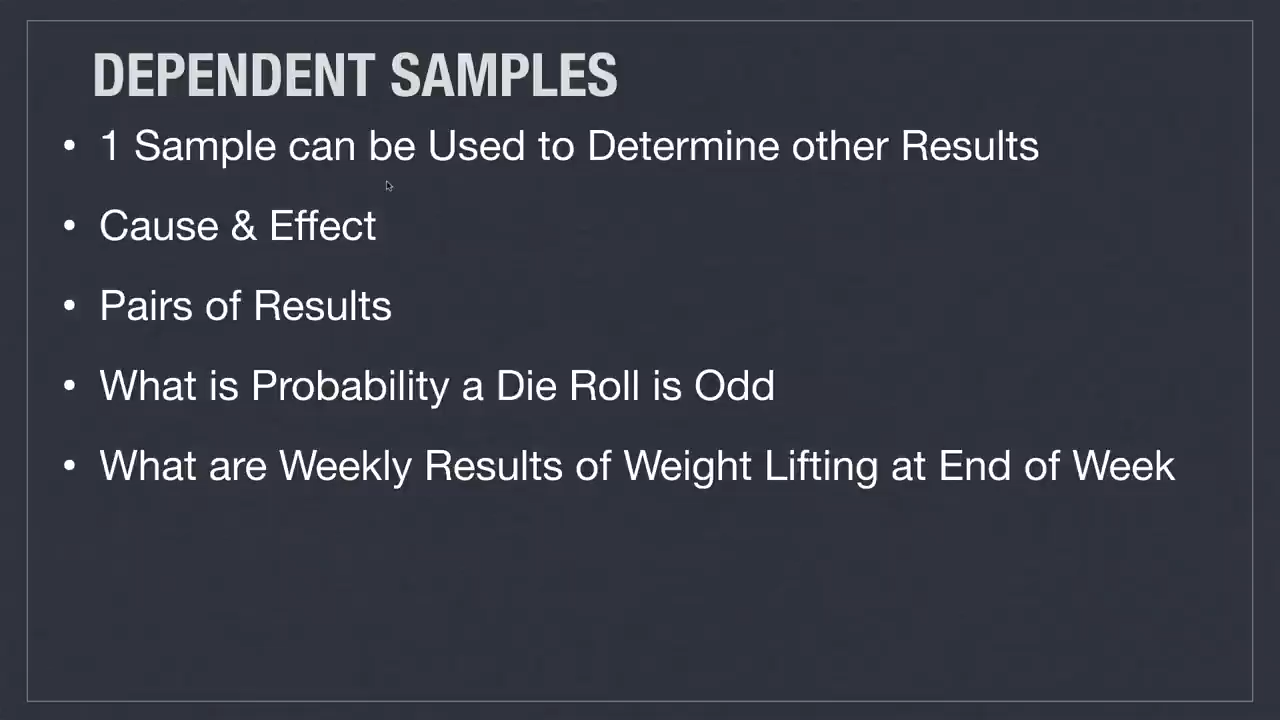 DEPENDENT SAMPLES
• 1 Sample can be Used to Determine other Results
• Cause & Effect
• Pairs of Results
• What is Probability a Die Roll is Odd
• What are Weekly Results of Weight Lifting at End of Week